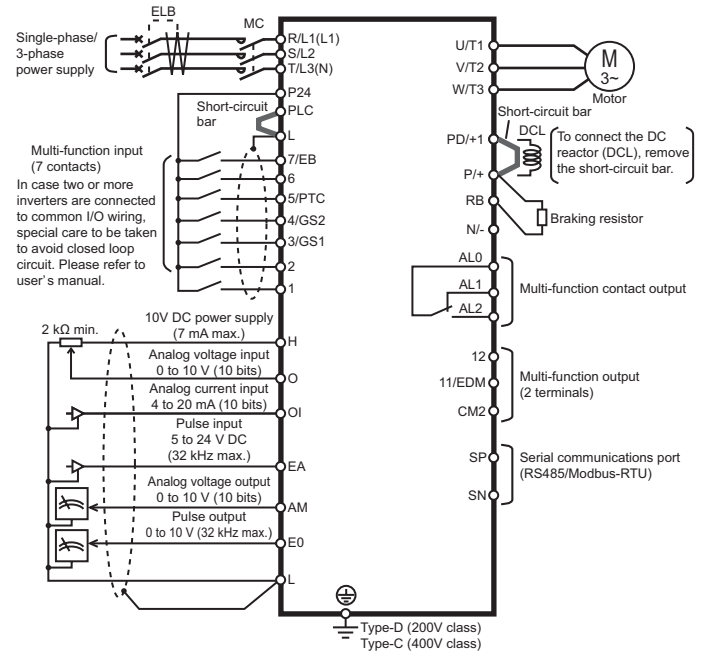 ELB
MC
Single-phase/
3-phase
power supply
R/L1(L1)
S/L2
T/L3(N)
P24
Short-circuit
bar
PLC
L
Multi-function input
(7 contacts)
In case two or more
inverters are connected
to common I/O wiring,
special care to be taken
to avoid closed loop
circuit. Please refer to
user's manual.
7/EB
6
5/PTC
4/GS2
3/GS1
2
1
2 kΩ min.
10V DC power supply
(7 mA max.)
H
Analog voltage input
0 to 10 V (10 bits)
O
Analog current input
4 to 20 mA (10 bits)
OI
Pulse input
5 to 24 V DC
(32 kHz max.)
EA
Analog voltage output
0 to 10 V (10 bits)
AM
Pulse output
0 to 10 V (32 kHz max.)
E0
L
U/T1
V/T2
W/T3
M
3~
Motor
Short-circuit bar
PD/+1
DCL
To connect the DC
reactor (DCL), remove
the short-circuit bar.
P/+
RB
Braking resistor
N/-
AL0
AL1
AL2
Multi-function contact output
12
11/EDM
CM2
Multi-function output
(2 terminals)
SP
SN
Serial communications port
(RS485/Modbus-RTU)
Type-D (200V class)
Type-C (400V class)